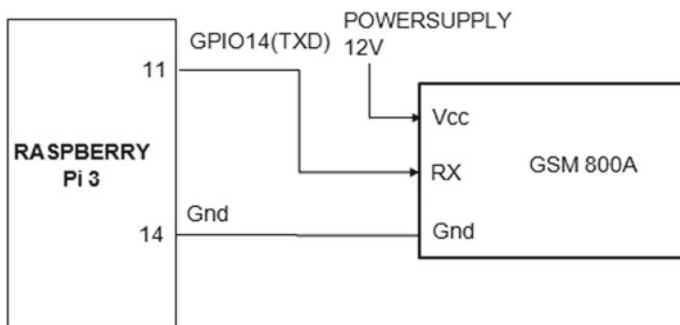 POWERSUPPLY
12V
GPIO14(TXD)
11
Vcc
RASPBERRY
Pi 3
RX
GSM 800A
Gnd
14
Gnd